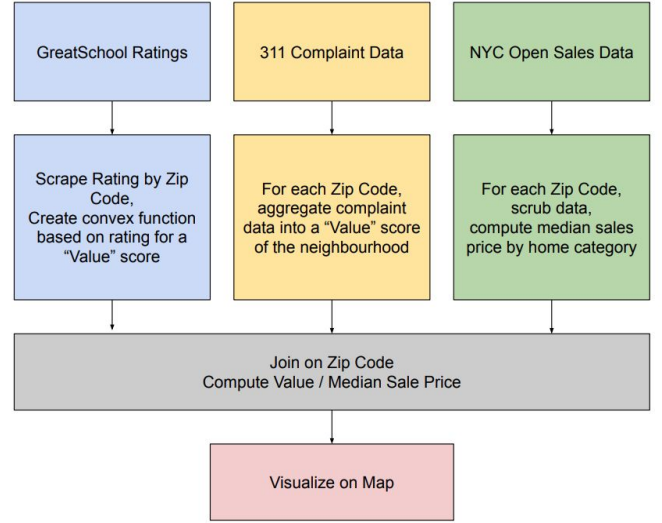 GreatSchool Ratings
311 Complaint Data
NYC Open Sales Data
Scrape Rating by Zip
Code,
Create convex function
based on rating for a
“Value” score
For each Zip Code,
aggregate complaint
data into a “Value” score
of the neighbourhood
For each Zip Code,
scrub data,
compute median sales
price by home category
Join on Zip Code
Compute Value / Median Sale Price
Visualize on Map